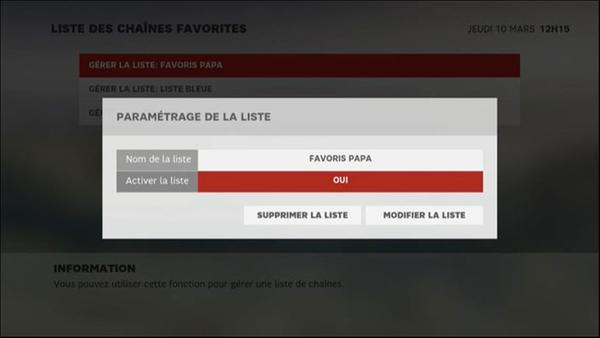 LISTE DES CHAÎNES FAVORITES
JEUDI 10 MARS 12H15
GÉRER LA LISTE: FAVORIS PAPA
GÉRER LA LISTE: LISTE BLEUE
PARAMÉTRAGE DE LA LISTE
Nom de la liste FAVORIS PAPA
Activer la liste OUI
SUPPRIMER LA LISTE MODIFIER LA LISTE
INFORMATION
Vous pouvez utiliser cette fonction pour gérer une liste de chaînes.